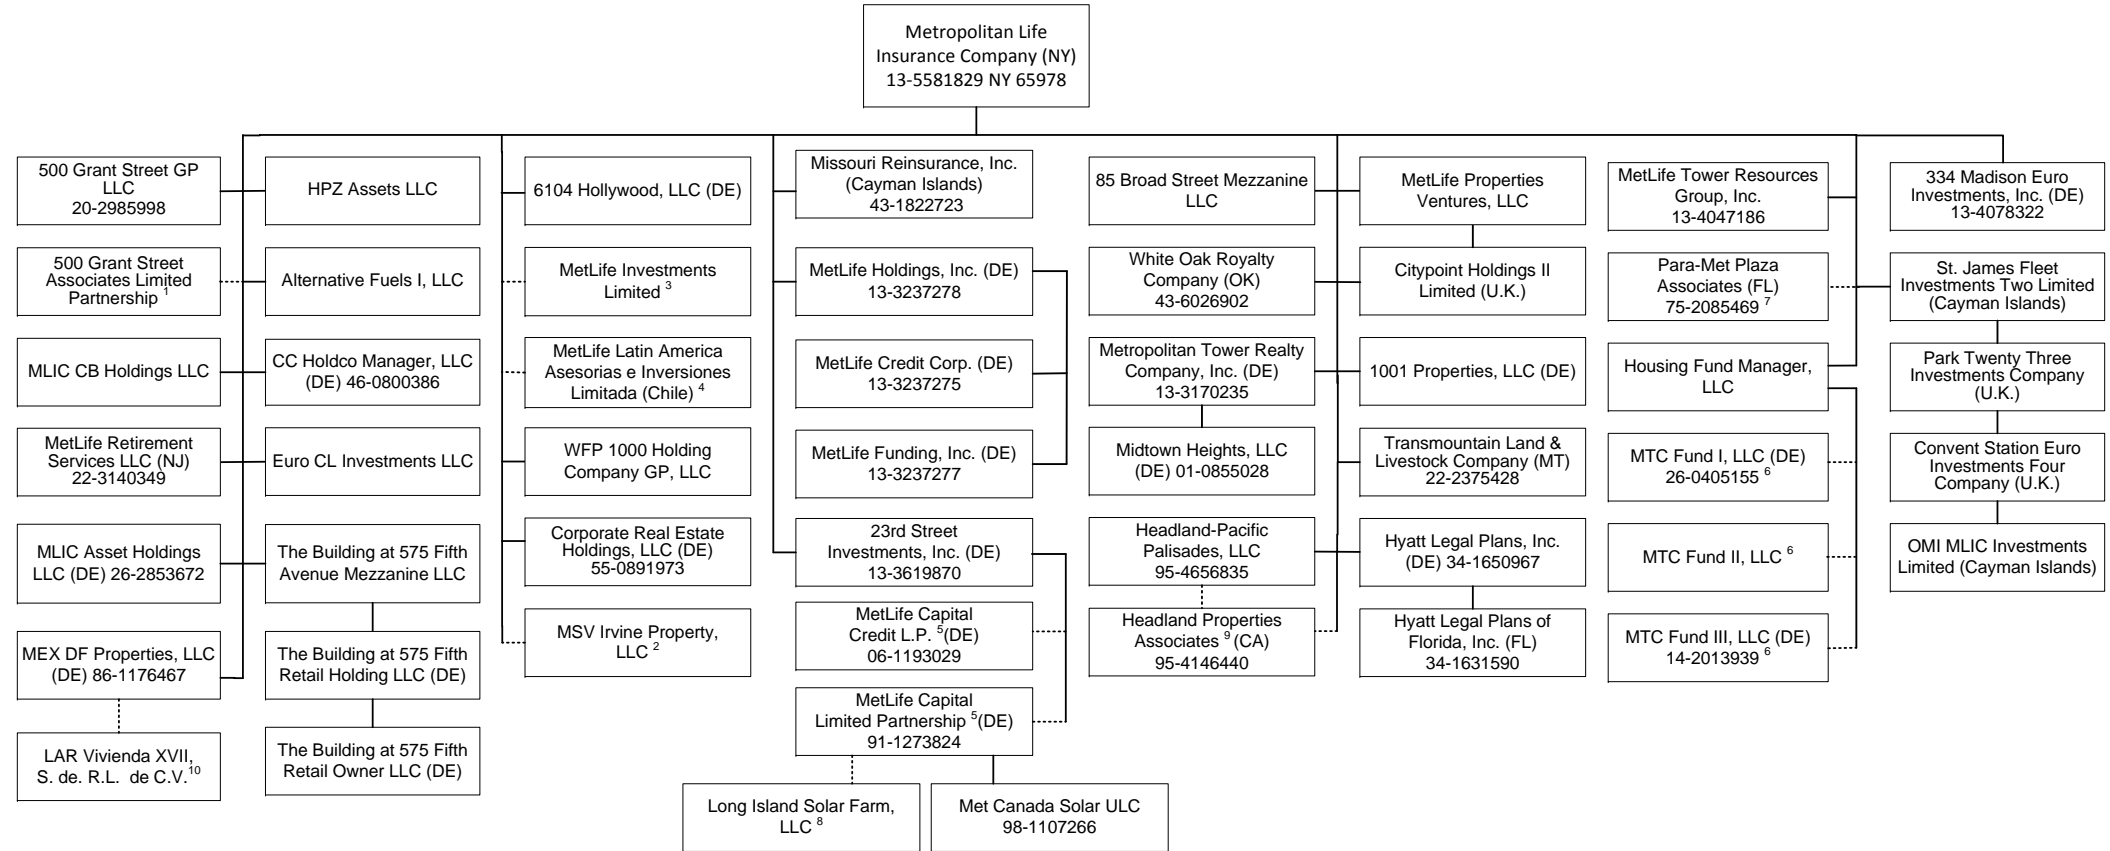 Metropolitan Life
Insurance Company (NY)
13-5581829 NY 65978
500 Grant Street GP
LLC
20-2985998
500 Grant Street
Associates Limited
Partnership 1
MLIC CB Holdings LLC
MetLife Retirement
Services LLC (NJ)
22-3140349
MLIC Asset Holdings
LLC (DE) 26-2853672
MEX DF Properties, LLC
(DE) 86-1176467
LAR Vivienda XVII,
S. de. R.L. de C.V.10
HPZ Assets LLC
Alternative Fuels I, LLC
CC Holdco Manager, LLC
(DE) 46-0800386
Euro CL Investments LLC
The Building at 575 Fifth
Avenue Mezzanine LLC
The Building at 575 Fifth
Retail Holding LLC (DE)
The Building at 575 Fifth
Retail Owner LLC (DE)
6104 Hollywood, LLC (DE)
MetLife Investments
Limited 3
MetLife Latin America
Asesorias e Inversiones
Limitada (Chile) 4
WFP 1000 Holding
Company GP, LLC
Corporate Real Estate
Holdings, LLC (DE)
55-0891973
MSV Irvine Property,
LLC 2
Missouri Reinsurance, Inc.
(Cayman Islands)
43-1822723
MetLife Holdings, Inc. (DE)
13-3237278
MetLife Credit Corp. (DE)
13-3237275
MetLife Funding, Inc. (DE)
13-3237277
23rd Street
Investments, Inc. (DE)
13-3619870
MetLife Capital
Credit L.P. 5(DE)
06-1193029
MetLife Capital
Limited Partnership 5(DE)
91-1273824
Long Island Solar Farm,
LLC 8
Met Canada Solar ULC
98-1107266
85 Broad Street Mezzanine
LLC
White Oak Royalty
Company (OK)
43-6026902
Metropolitan Tower Realty
Company, Inc. (DE)
13-3170235
Midtown Heights, LLC
(DE) 01-0855028
Headland-Pacific
Palisades, LLC
95-4656835
Headland Properties
Associates 9 (CA)
95-4146440
MetLife Properties
Ventures, LLC
Citypoint Holdings II
Limited (U.K.)
1001 Properties, LLC (DE)
Transmountain Land &
Livestock Company (MT)
22-2375428
Hyatt Legal Plans, Inc.
(DE) 34-1650967
Hyatt Legal Plans of
Florida, Inc. (FL)
34-1631590
MetLife Tower Resources
Group, Inc.
13-4047186
Para-Met Plaza
Associates (FL)
75-2085469 7
Housing Fund Manager,
LLC
MTC Fund I, LLC (DE)
26-0405155 6
MTC Fund II, LLC 6
MTC Fund III, LLC (DE)
14-2013939 6
334 Madison Euro
Investments, Inc. (DE)
13-4078322
St. James Fleet
Investments Two Limited
(Cayman Islands)
Park Twenty Three
Investments Company
(U.K.)
Convent Station Euro
Investments Four
Company (U.K.)
OMI MLIC Investments
Limited (Cayman Islands)